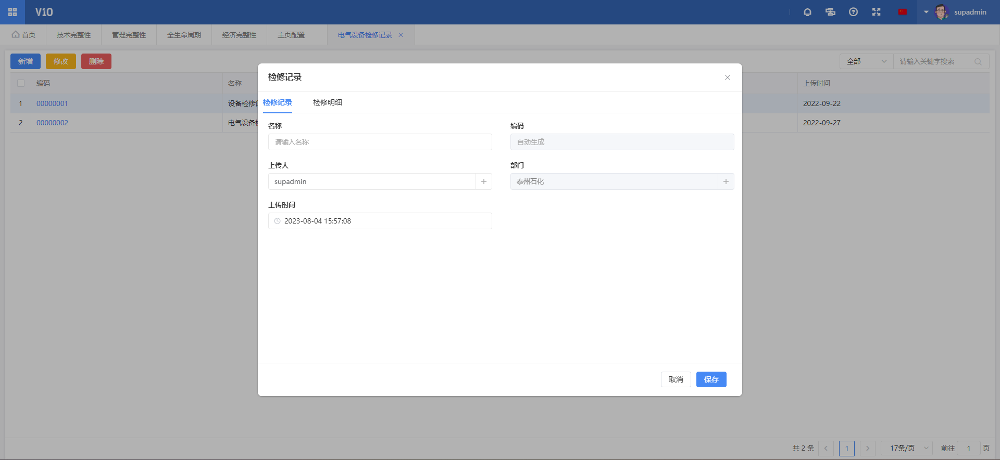 V10
supadmin
首页
技术完整性
管理完整性
全生命周期
经济完整性
主页配置
电气设备检修记录
新增
修改
删除
全部
请输入关键字搜索
编码
名称
上传时间
1
00000001
设备检修
2022-09-22
2
00000002
电气设备
2022-09-27
检修记录
检修记录
检修明细
名称
编码
请输入名称
自动生成
上传人
部门
supadmin
泰州石化
上传时间
2023-08-04 15:57:08
取消
保存
共 2 条
1
17条/页
前往
1
页